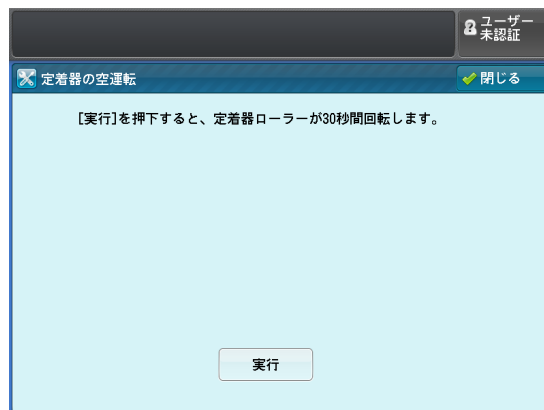 ユーザー
未認証
定着器の空運転
閉じる
[実行]を押下すると、定着器ローラーが30秒間回転します。
実行